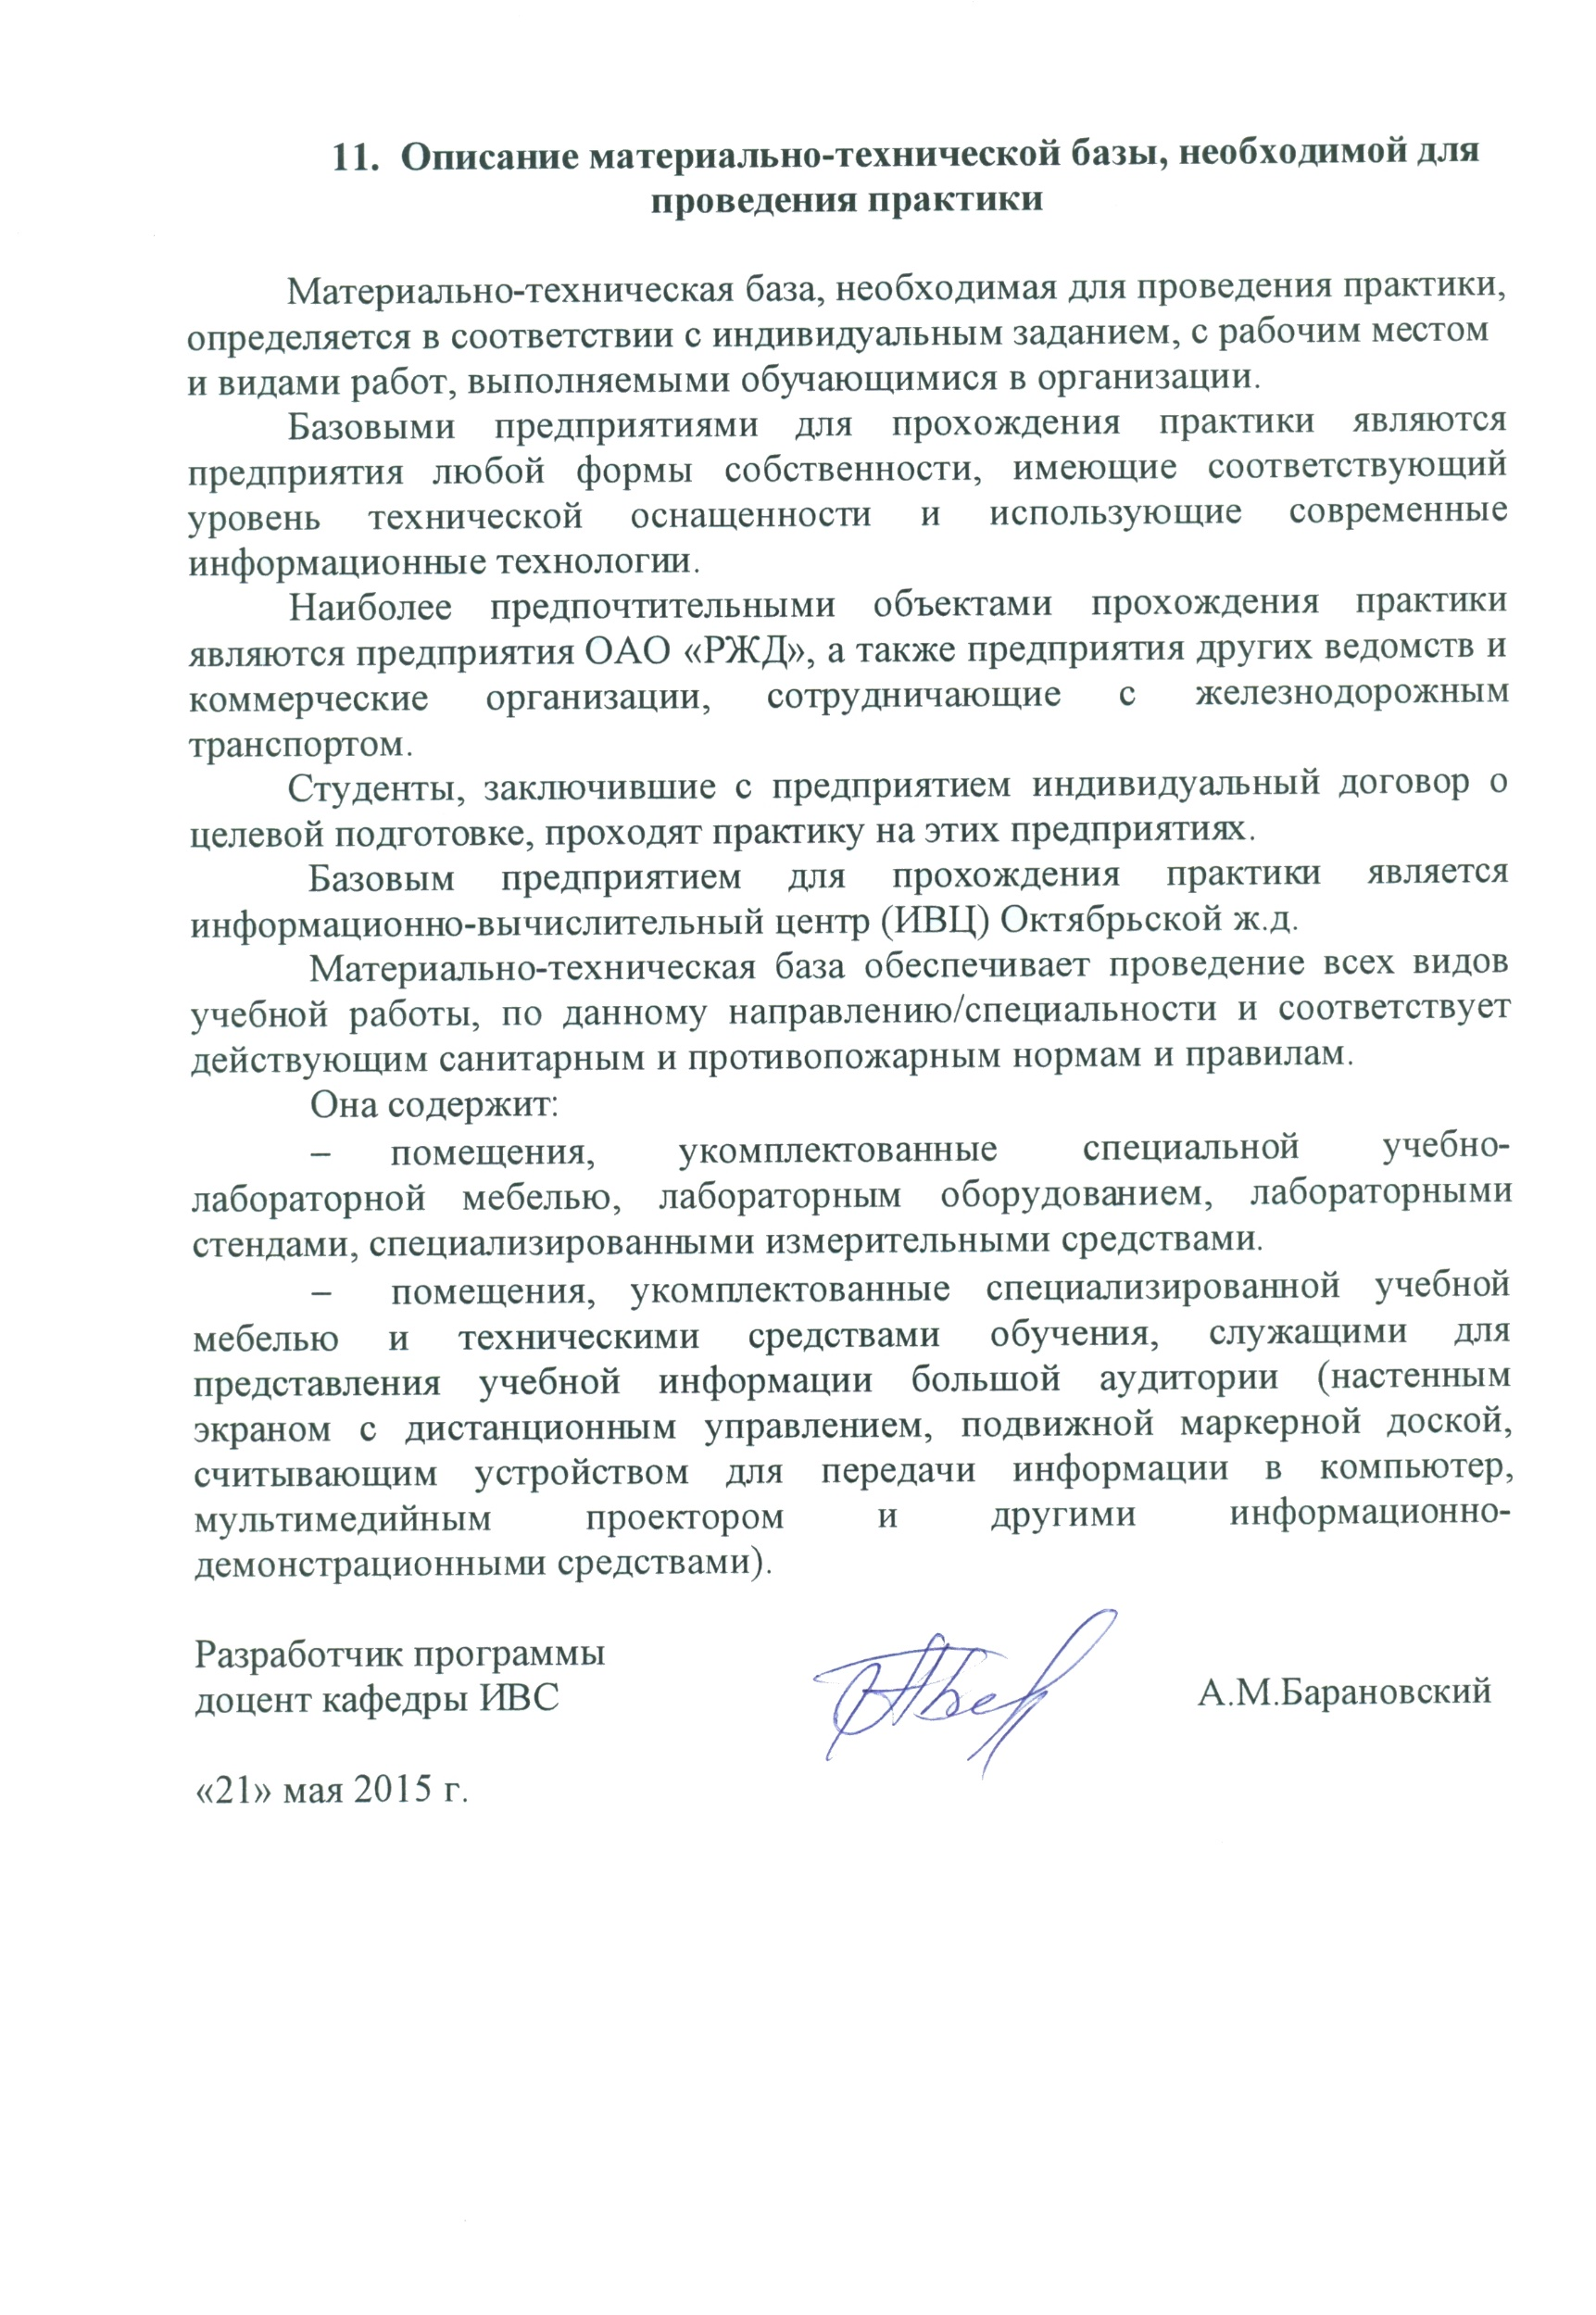 11. Описание материально-технической базы, необходимой для
проведения практики
Материально-техническая база, необходимая для проведения практики,
определяется в соответствии с индивидуальным заданием, с рабочим местом
и видами работ, выполняемыми обучающимися в организации.
Базовыми предприятиями для прохождения практики являются
предприятия любой формы собственности, имеющие соответствующий
уровень технической оснащенности и использующие современные
информационные технологии.
Наиболее предпочтительными объектами прохождения практики
являются предприятия ОАО «РЖД», а также предприятия других ведомств и
коммерческие организации, сотрудничающие с железнодорожным
транспортом.
Студенты, заключившие с предприятием индивидуальный договор о
целевой подготовке, проходят практику на этих предприятиях.
Базовым предприятием для прохождения практики является
информационно-вычислительный центр (ИВЦ) Октябрьской ж.д.
Материально-техническая база обеспечивает проведение всех видов
учебной работы, по данному направлению/специальности и соответствует
действующим санитарным и противопожарным нормам и правилам.
Она содержит:
– помещения, укомплектованные специальной учебно-
лабораторной мебелью, лабораторным оборудованием, лабораторными
стендами, специализированными измерительными средствами.
– помещения, укомплектованные специализированной учебной
мебелью и техническими средствами обучения, служащими для
представления учебной информации большой аудитории (настенным
экраном с дистанционным управлением, подвижной маркерной доской,
считывающим устройством для передачи информации в компьютер,
мультимедийным проектором и другими информационно-
демонстрационными средствами).
Разработчик программы
доцент кафедры ИВС А.М.Барановский
«21» мая 2015 г.